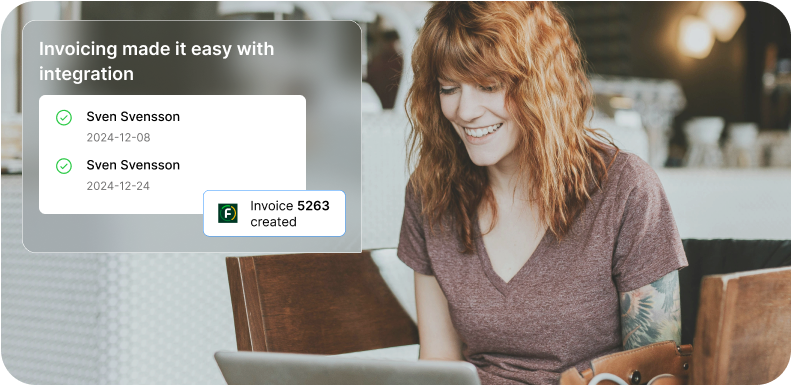 Invoicing made it easy with
integration
Sven Svensson
2024-12-08
Sven Svensson
2024-12-24
F
Invoice 5263
created